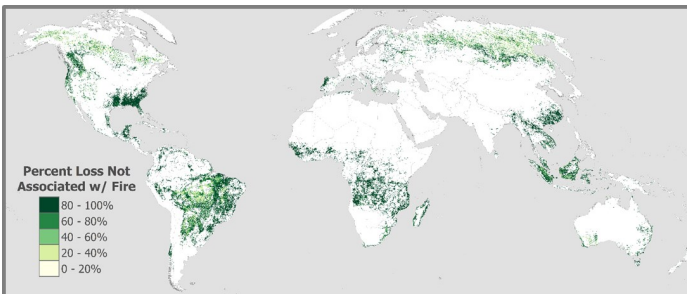 Percent Loss Not
Associated w/ Fire
80 - 100%
60 - 80%
40 - 60%
20 - 40%
0 - 20%